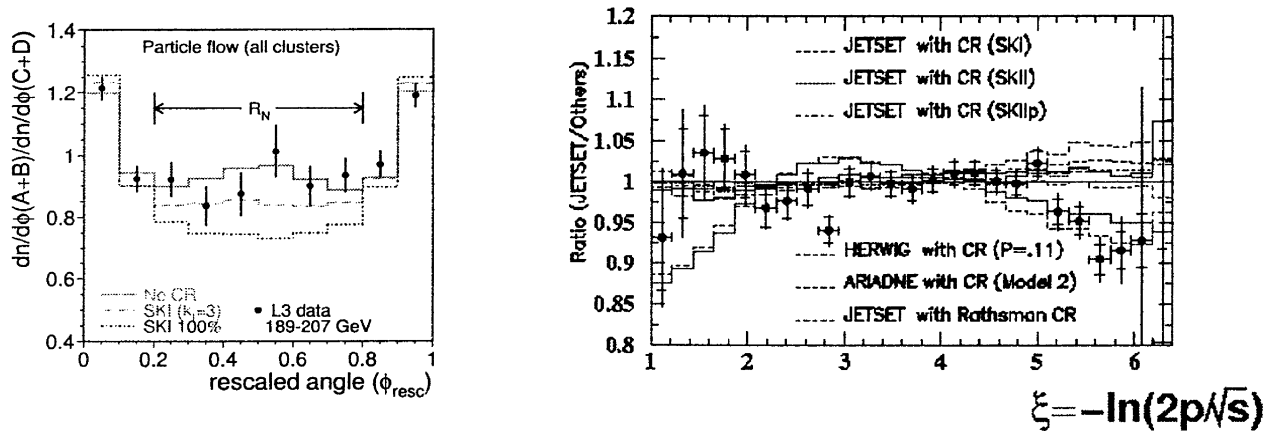 dn/dφ(A+B)/dn/dφ(C+D)
1.4
1.2
1
0.8
0.6
0.4
Particle flow (all clusters)
R_N
No CR
SKI (k_I=3)
SKI 100%
L3 data
189-207 GeV
0 0.2 0.4 0.6 0.8 1
rescaled angle (φ_resc)
Ratio (JETSET/Others)
1.2
1.15
1.1
1.05
1
0.95
0.9
0.85
0.8
JETSET with CR (SKI)
JETSET with CR (SKII)
JETSET with CR (SKIIp)
HERWIG with CR (P=.11)
ARIADNE with CR (Model 2)
JETSET with Rathsman CR
1 2 3 4 5 6
ξ=-ln(2p/√s)